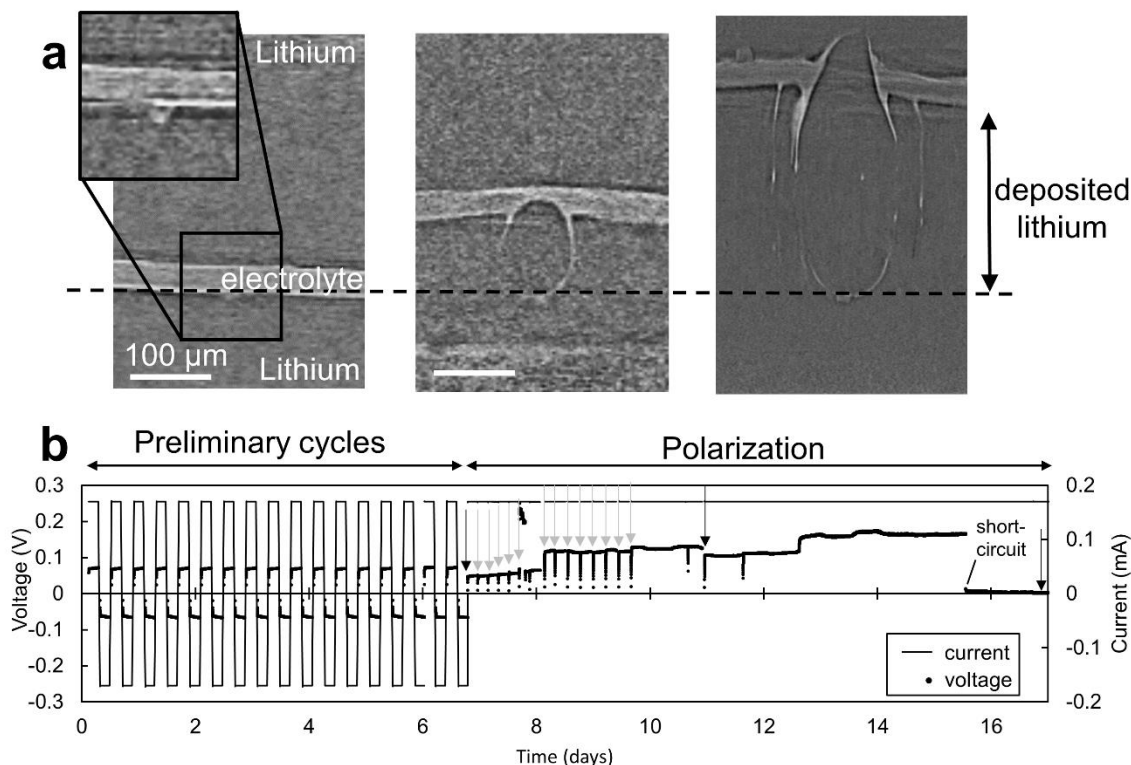 a
Lithium
electrolyte
100 µm
Lithium
deposited
lithium
b
Preliminary cycles
Polarization
0.3
0.2
0.1
0
-0.1
-0.2
-0.3
Voltage (V)
0.2
0.1
0
-0.1
-0.2
Current (mA)
short-
circuit
current
voltage
0
2
4
6
8
10
12
14
16
Time (days)